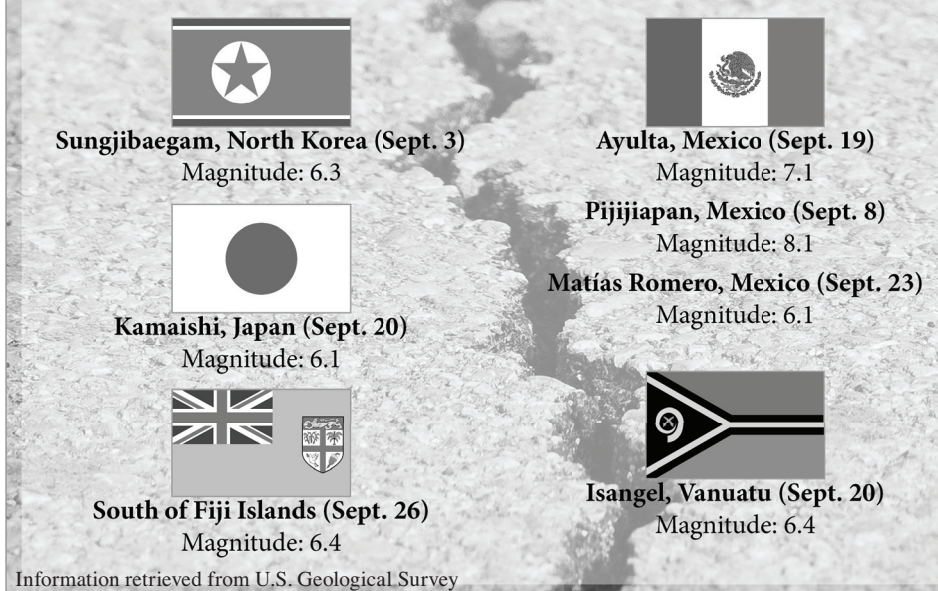 Sungjibaegam, North Korea (Sept. 3)
Magnitude: 6.3
Kamaishi, Japan (Sept. 20)
Magnitude: 6.1
South of Fiji Islands (Sept. 26)
Magnitude: 6.4
Ayulta, Mexico (Sept. 19)
Magnitude: 7.1
Pijijiapan, Mexico (Sept. 8)
Magnitude: 8.1
Matías Romero, Mexico (Sept. 23)
Magnitude: 6.1
Isangel, Vanuatu (Sept. 20)
Magnitude: 6.4
Information retrieved from U.S. Geological Survey